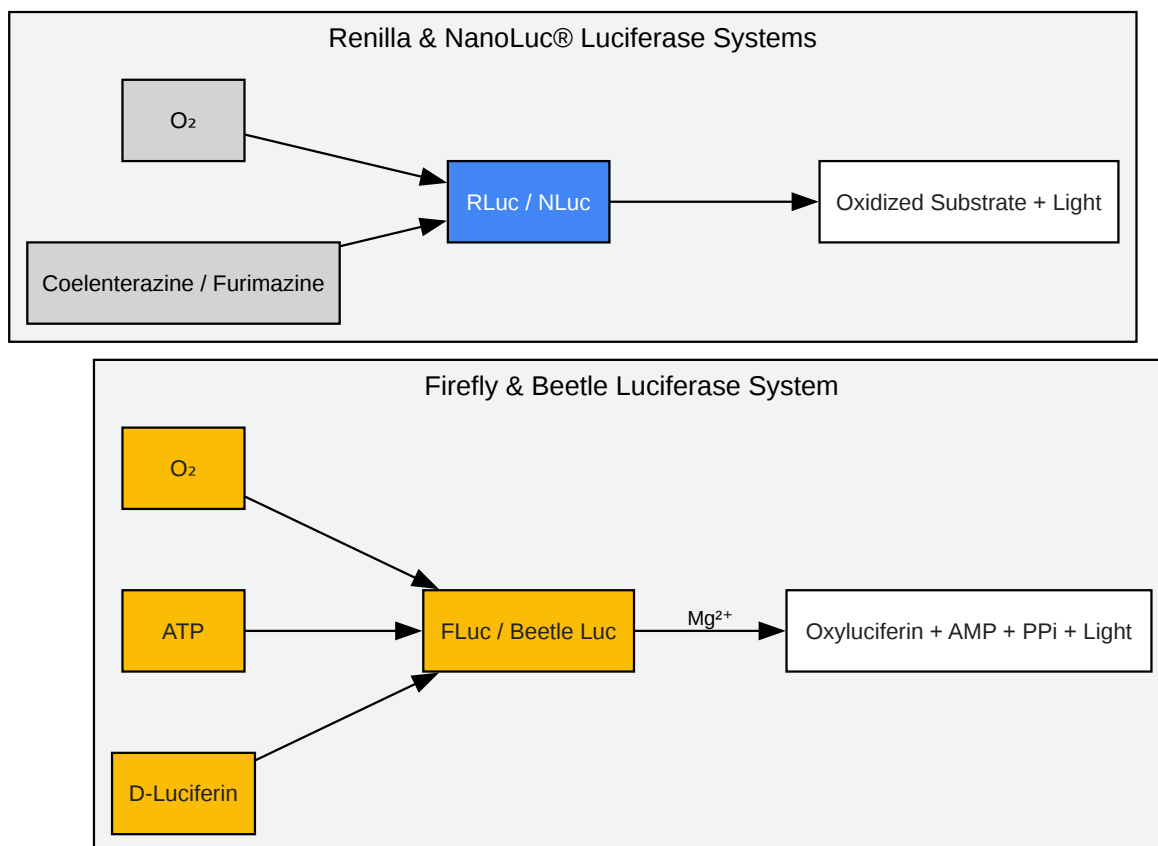 Renilla & NanoLuc® Luciferase Systems
O₂
RLuc / NLuc
Oxidized Substrate + Light
Coelenterazine / Furimazine
Firefly & Beetle Luciferase System
O₂
ATP
FLuc / Beetle Luc
Mg²⁺
Oxyluciferin + AMP + PPi + Light
D-Luciferin